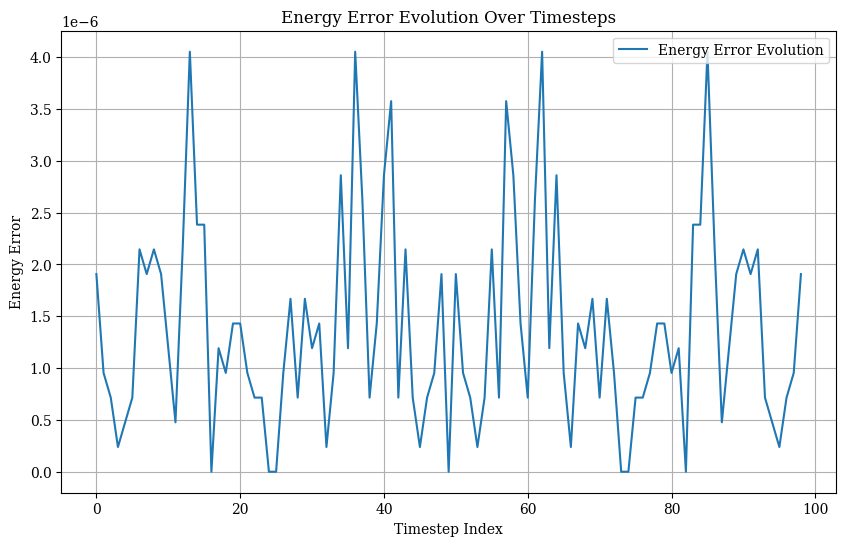 Energy Error Evolution Over Timesteps
1e−6
Energy Error Evolution
4.0
3.5
3.0
2.5
2.0
1.5
1.0
0.5
0.0
Energy Error
0 20 40 60 80 100
Timestep Index